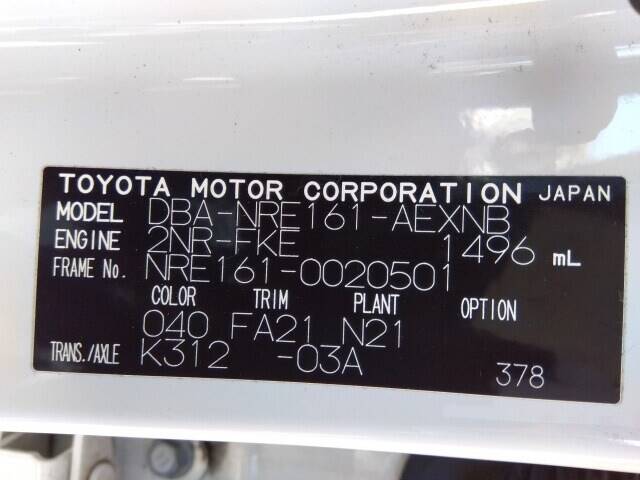 TOYOTA MOTOR CORPORATION JAPAN
MODEL DBA-NRE161-AEXNB
ENGINE 2NR-FKE 1496 mL
FRAME No. NRE161-0020501
COLOR TRIM PLANT OPTION
040 FA21 N21
TRANS./AXLE K312 -03A 378